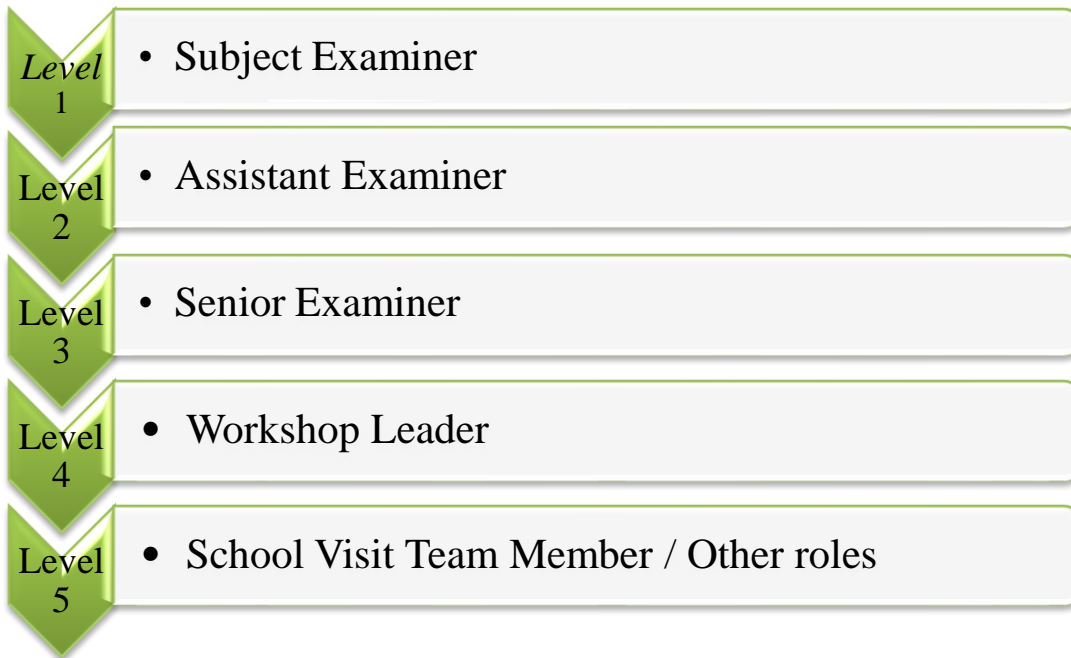 Level
1
• Subject Examiner
Level
2
• Assistant Examiner
Level
3
• Senior Examiner
Level
4
• Workshop Leader
Level
5
• School Visit Team Member / Other roles